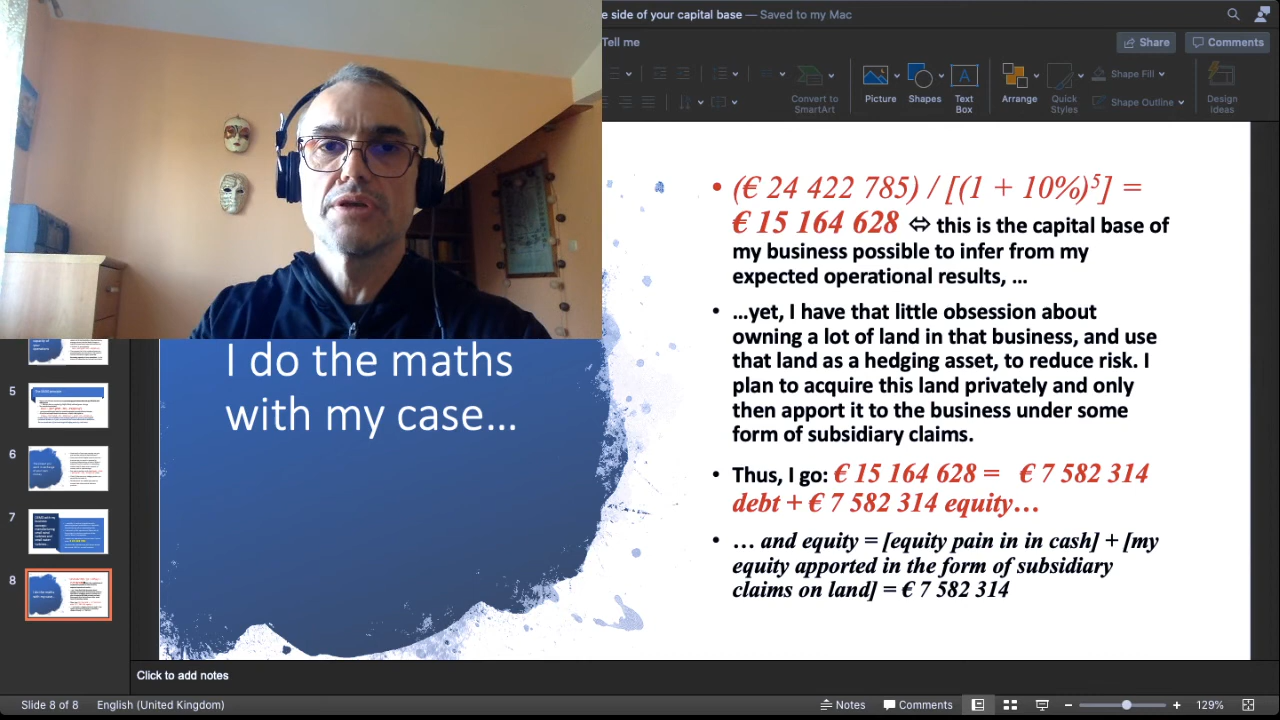 e side of your capital base — Saved to my Mac
Tell me
Share
Comments
Convert to
SmartArt
Picture
Shapes
Text
Box
Arrange
Quick
Styles
Shape Fill
Shape Outline
Design
Ideas
5
6
7
8
I do the maths
with my case...
• (€ 24 422 785) / [(1 + 10%)⁵] =
€ 15 164 628 ⇔ this is the capital base of
my business possible to infer from my
expected operational results, ...
• ...yet, I have that little obsession about
owning a lot of land in that business, and use
that land as a hedging asset, to reduce risk. I
plan to acquire this land privately and only
then apport it to the business under some
form of subsidiary claims.
• Thus, I go: € 15 164 628 = € 7 582 314
debt + € 7 582 314 equity...
• ... and equity = [equity pain in in cash] + [my
equity apported in the form of subsidiary
claims on land] = € 7 582 314
Click to add notes
Slide 8 of 8
English (United Kingdom)
Notes
Comments
129%